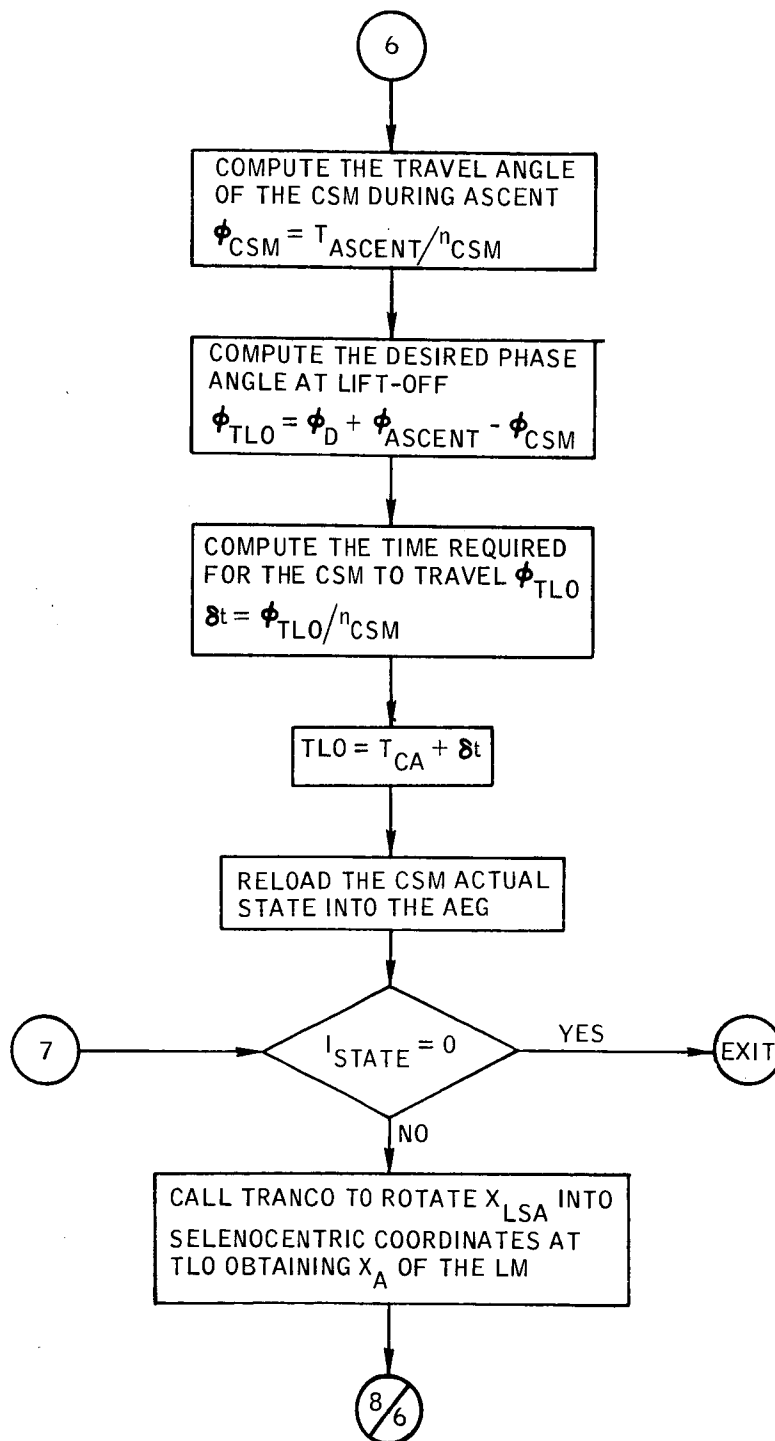 6
COMPUTE THE TRAVEL ANGLE
OF THE CSM DURING ASCENT
ϕCSM = TASCENT/nCSM
COMPUTE THE DESIRED PHASE
ANGLE AT LIFT-OFF
ϕTLO = ϕD + ϕASCENT - ϕCSM
COMPUTE THE TIME REQUIRED
FOR THE CSM TO TRAVEL ϕTLO
δt = ϕTLO/nCSM
TLO = TCA + δt
RELOAD THE CSM ACTUAL
STATE INTO THE AEG
7
ISTATE = 0
YES
EXIT
NO
CALL TRANCO TO ROTATE XLSA INTO
SELENOCENTRIC COORDINATES AT
TLO OBTAINING XA OF THE LM
8/6